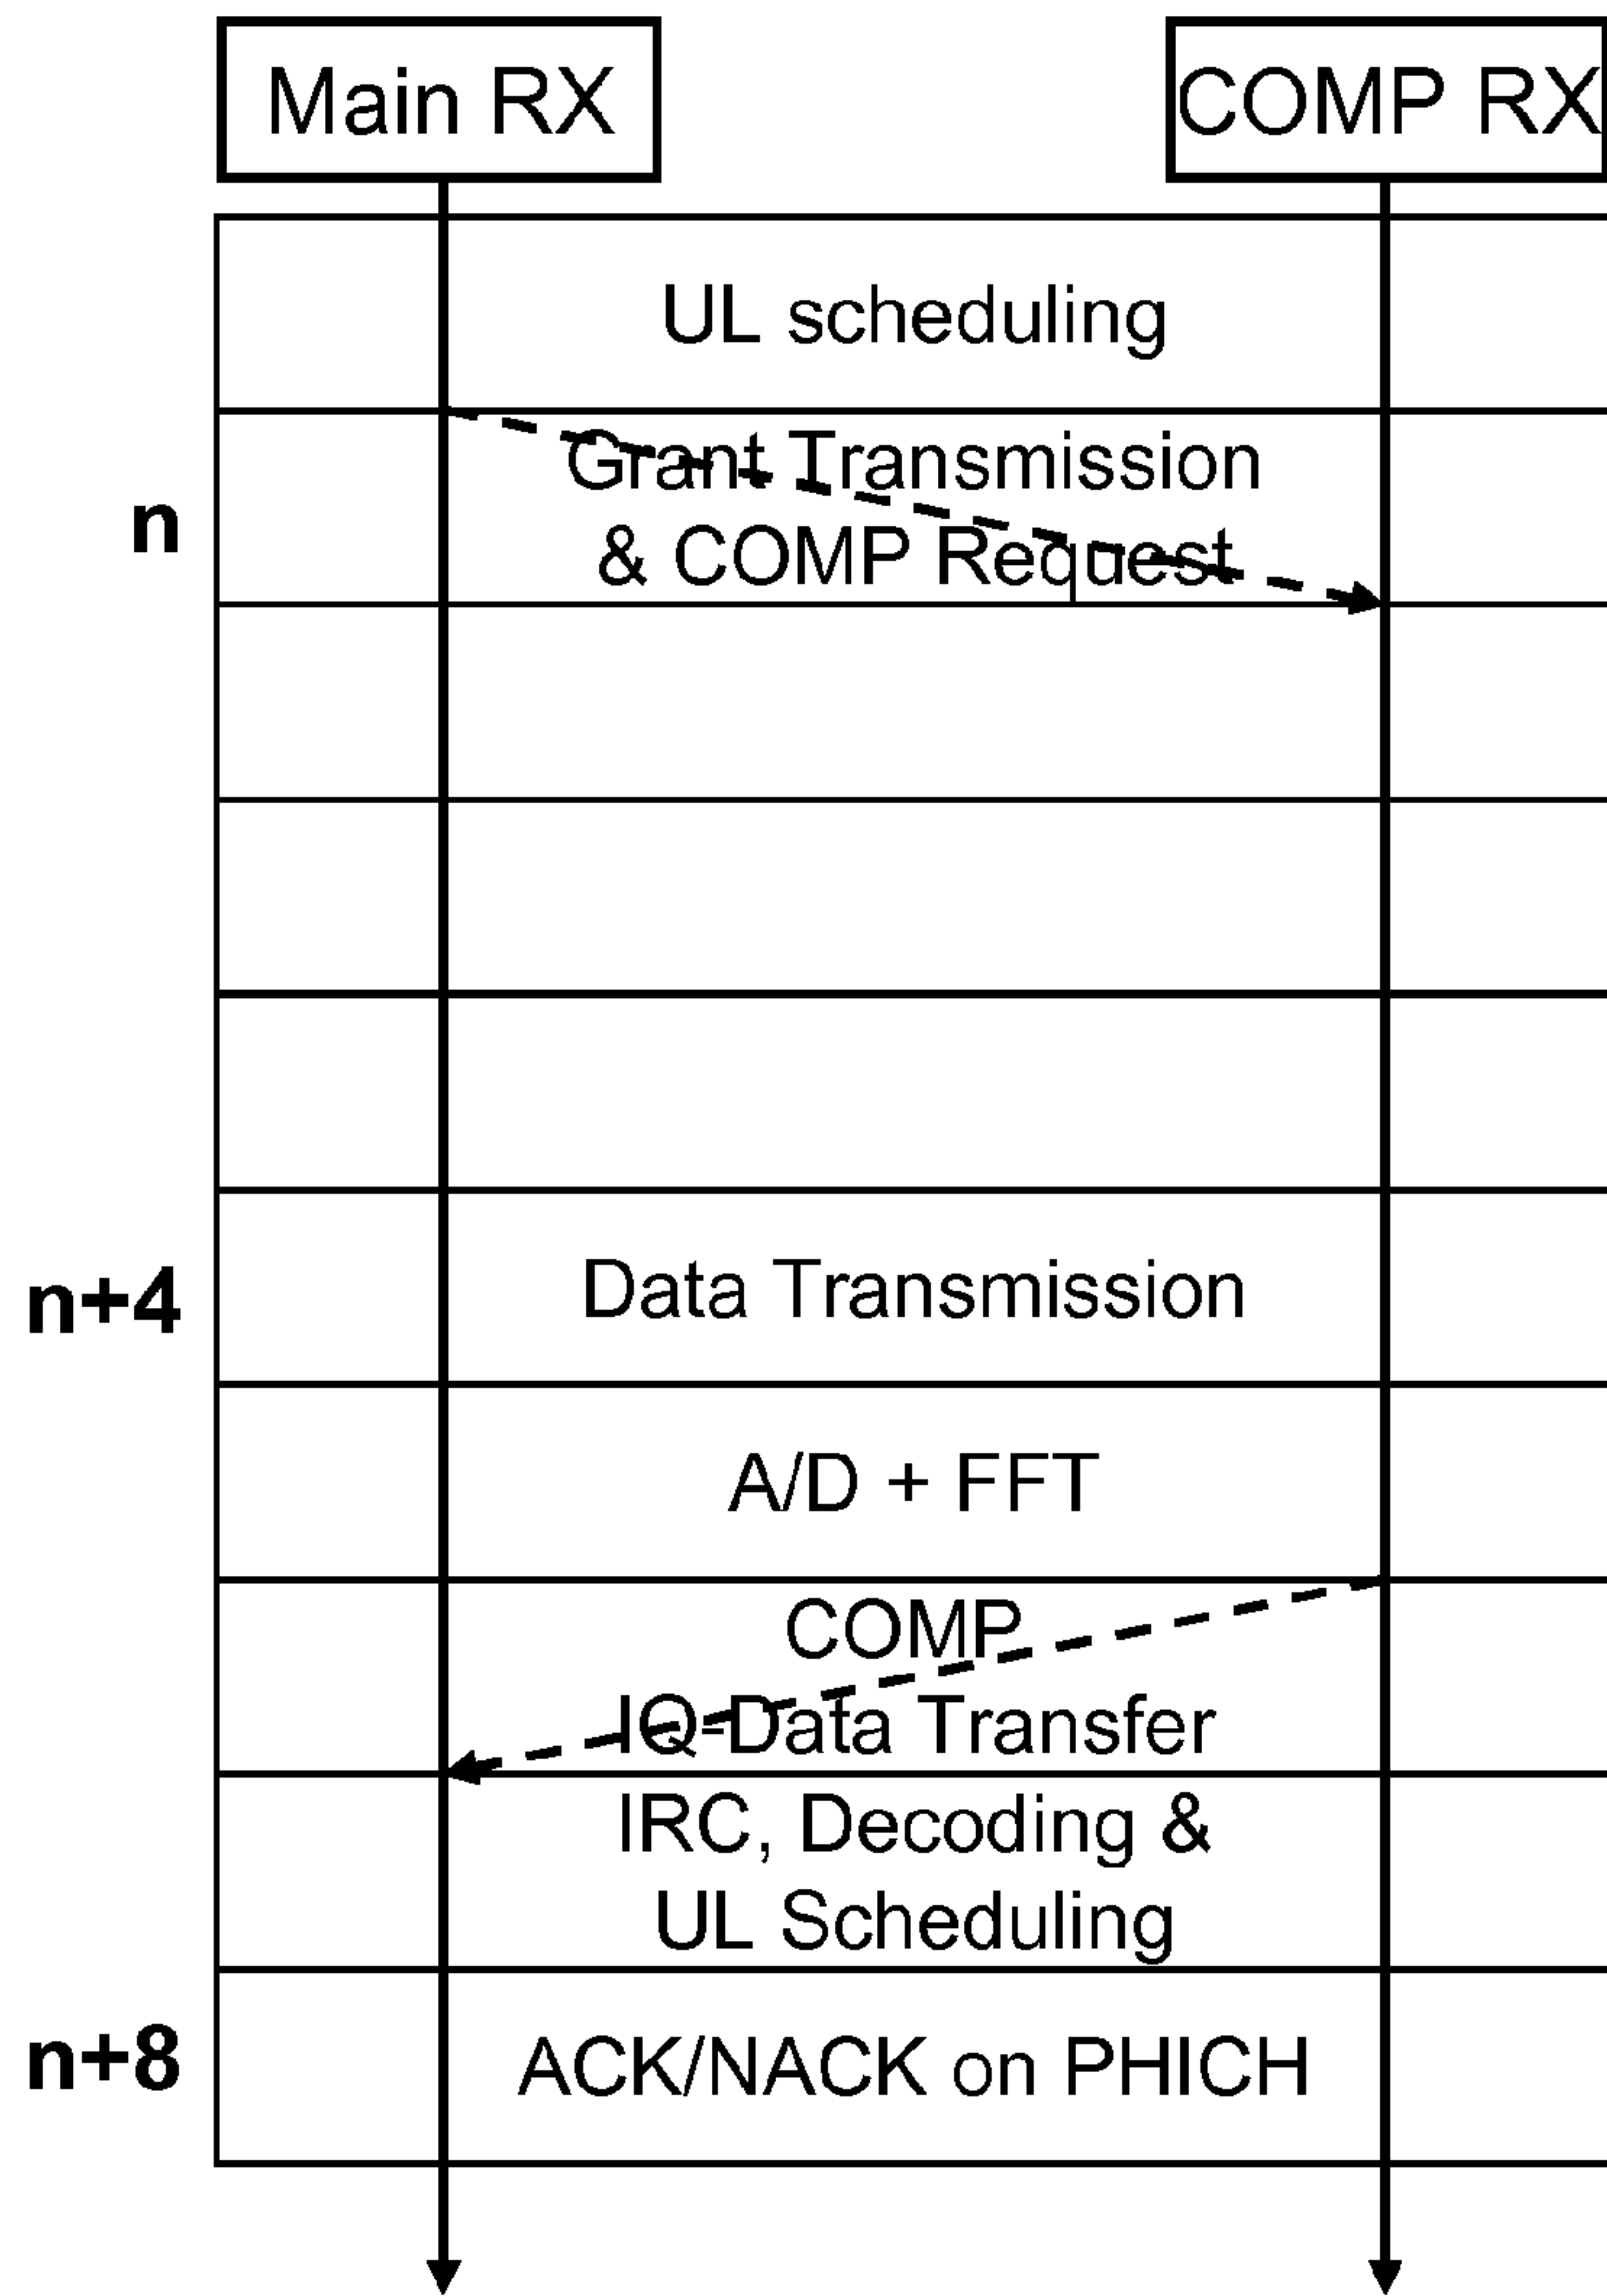 Main RX
COMP RX
UL scheduling
n
Grant Transmission
& COMP Request
n+4
Data Transmission
A/D + FFT
COMP
IQ-Data Transfer
IRC, Decoding &
UL Scheduling
n+8
ACK/NACK on PHICH